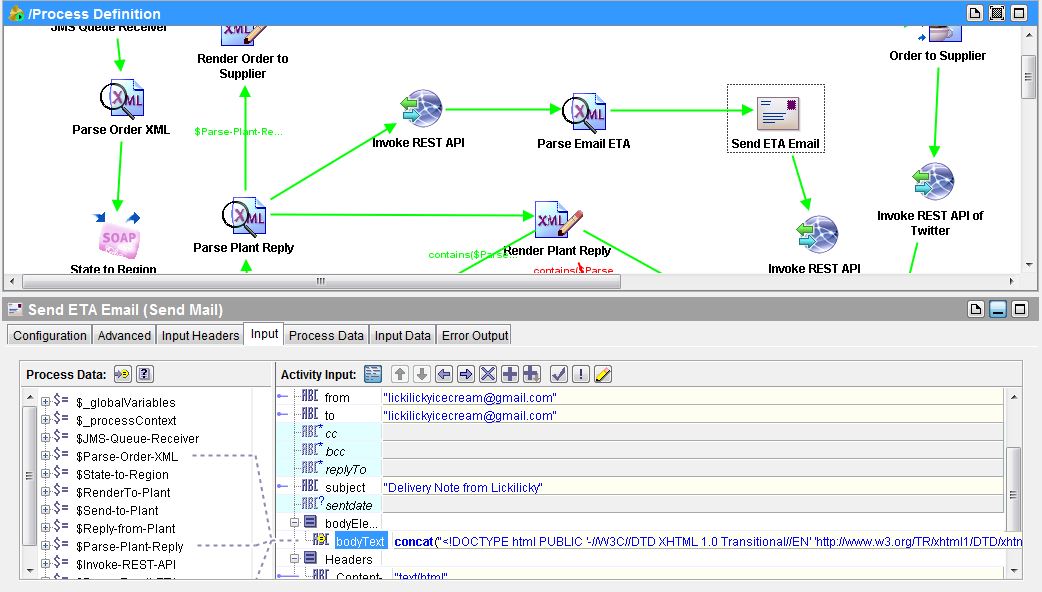 /Process Definition
JMS Queue Receiver
Render Order to
Supplier
Order to Supplier
Parse Order XML
$Parse-Plant-Re...
Invoke REST API
Parse Email ETA
Send ETA Email
Invoke REST API of
Twitter
Parse Plant Reply
contains($Parse...
Render Plant Reply
contains($Parse
SOAP
State to Region
Invoke REST API
Send ETA Email (Send Mail)
Configuration Advanced Input Headers Input Process Data Input Data Error Output
Process Data:
Activity Input:
$_globalVariables
$_processContext
$JMS-Queue-Receiver
$Parse-Order-XML
$State-to-Region
$RenderTo-Plant
$Send-to-Plant
$Reply-from-Plant
$Parse-Plant-Reply
$Invoke-REST-API
from "lickilickyicecream@gmail.com"
to "lickilickyicecream@gmail.com"
cc
bcc
replyTo
subject "Delivery Note from Lickilicky"
sentdate
bodyEle...
bodyText concat("<!DOCTYPE html PUBLIC '-//W3C//DTD XHTML 1.0 Transitional//EN' 'http://www.w3.org/TR/xhtml1/DTD/xhtm
Headers
Content- "text/html"